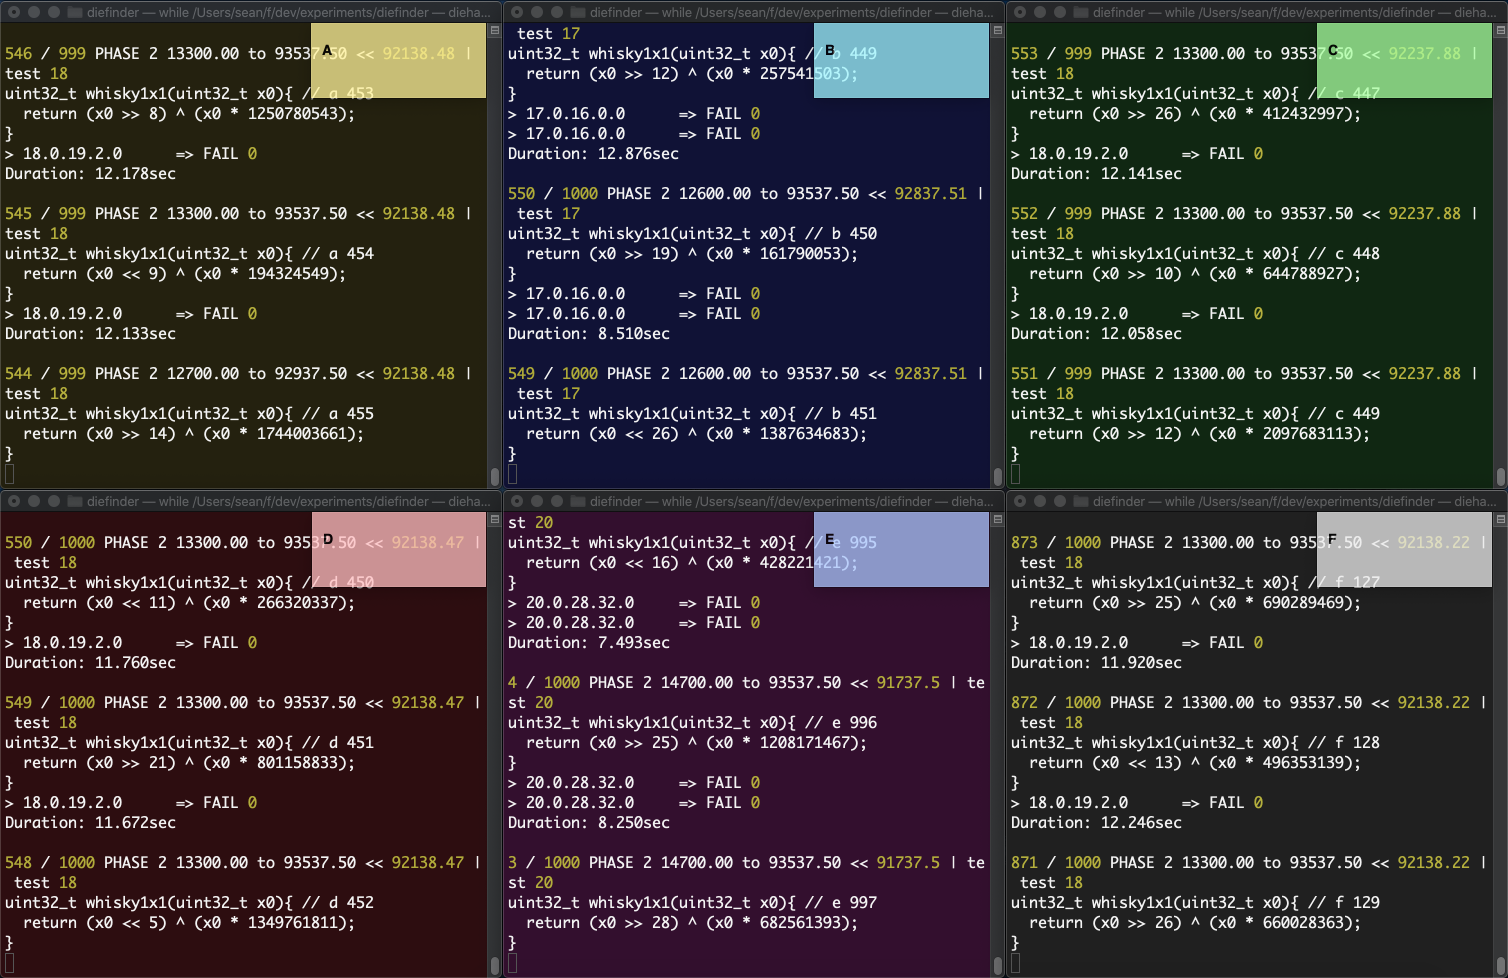 diefinder — while /Users/sean/f/dev/experiments/diefinder — dieha...
A
546 / 999 PHASE 2 13300.00 to 93537.50 << 92138.48 |
test 18
uint32_t whisky1x1(uint32_t x0){ // a 453
  return (x0 >> 8) ^ (x0 * 1250780543);
}
> 18.0.19.2.0      => FAIL 0
Duration: 12.178sec
545 / 999 PHASE 2 13300.00 to 93537.50 << 92138.48 |
test 18
uint32_t whisky1x1(uint32_t x0){ // a 454
  return (x0 << 9) ^ (x0 * 194324549);
}
> 18.0.19.2.0      => FAIL 0
Duration: 12.133sec
544 / 999 PHASE 2 12700.00 to 92937.50 << 92138.48 |
test 18
uint32_t whisky1x1(uint32_t x0){ // a 455
  return (x0 >> 14) ^ (x0 * 1744003661);
}
diefinder — while /Users/sean/f/dev/experiments/diefinder — dieha...
B
 test 17
uint32_t whisky1x1(uint32_t x0){ // b 449
  return (x0 >> 12) ^ (x0 * 257541503);
}
> 17.0.16.0.0      => FAIL 0
> 17.0.16.0.0      => FAIL 0
Duration: 12.876sec
550 / 1000 PHASE 2 12600.00 to 93537.50 << 92837.51 |
 test 17
uint32_t whisky1x1(uint32_t x0){ // b 450
  return (x0 >> 19) ^ (x0 * 161790053);
}
> 17.0.16.0.0      => FAIL 0
> 17.0.16.0.0      => FAIL 0
Duration: 8.510sec
549 / 1000 PHASE 2 12600.00 to 93537.50 << 92837.51 |
 test 17
uint32_t whisky1x1(uint32_t x0){ // b 451
  return (x0 << 26) ^ (x0 * 1387634683);
}
diefinder — while /Users/sean/f/dev/experiments/diefinder — dieha...
C
553 / 999 PHASE 2 13300.00 to 93537.50 << 92237.88 |
test 18
uint32_t whisky1x1(uint32_t x0){ // c 447
  return (x0 >> 26) ^ (x0 * 412432997);
}
> 18.0.19.2.0      => FAIL 0
Duration: 12.141sec
552 / 999 PHASE 2 13300.00 to 93537.50 << 92237.88 |
test 18
uint32_t whisky1x1(uint32_t x0){ // c 448
  return (x0 >> 10) ^ (x0 * 644788927);
}
> 18.0.19.2.0      => FAIL 0
Duration: 12.058sec
551 / 999 PHASE 2 13300.00 to 93537.50 << 92237.88 |
test 18
uint32_t whisky1x1(uint32_t x0){ // c 449
  return (x0 >> 12) ^ (x0 * 2097683113);
}
diefinder — while /Users/sean/f/dev/experiments/diefinder — dieha...
D
550 / 1000 PHASE 2 13300.00 to 93537.50 << 92138.47 |
 test 18
uint32_t whisky1x1(uint32_t x0){ // d 450
  return (x0 << 11) ^ (x0 * 266320337);
}
> 18.0.19.2.0      => FAIL 0
Duration: 11.760sec
549 / 1000 PHASE 2 13300.00 to 93537.50 << 92138.47 |
 test 18
uint32_t whisky1x1(uint32_t x0){ // d 451
  return (x0 >> 21) ^ (x0 * 801158833);
}
> 18.0.19.2.0      => FAIL 0
Duration: 11.672sec
548 / 1000 PHASE 2 13300.00 to 93537.50 << 92138.47 |
 test 18
uint32_t whisky1x1(uint32_t x0){ // d 452
  return (x0 << 5) ^ (x0 * 1349761811);
}
diefinder — while /Users/sean/f/dev/experiments/diefinder — dieha...
E
st 20
uint32_t whisky1x1(uint32_t x0){ // e 995
  return (x0 << 16) ^ (x0 * 428221421);
}
> 20.0.28.32.0     => FAIL 0
> 20.0.28.32.0     => FAIL 0
Duration: 7.493sec
4 / 1000 PHASE 2 14700.00 to 93537.50 << 91737.5 | te
st 20
uint32_t whisky1x1(uint32_t x0){ // e 996
  return (x0 >> 25) ^ (x0 * 1208171467);
}
> 20.0.28.32.0     => FAIL 0
> 20.0.28.32.0     => FAIL 0
Duration: 8.250sec
3 / 1000 PHASE 2 14700.00 to 93537.50 << 91737.5 | te
st 20
uint32_t whisky1x1(uint32_t x0){ // e 997
  return (x0 >> 28) ^ (x0 * 682561393);
}
diefinder — while /Users/sean/f/dev/experiments/diefinder — dieha...
F
873 / 1000 PHASE 2 13300.00 to 93537.50 << 92138.22 |
 test 18
uint32_t whisky1x1(uint32_t x0){ // f 127
  return (x0 >> 25) ^ (x0 * 690289469);
}
> 18.0.19.2.0      => FAIL 0
Duration: 11.920sec
872 / 1000 PHASE 2 13300.00 to 93537.50 << 92138.22 |
 test 18
uint32_t whisky1x1(uint32_t x0){ // f 128
  return (x0 << 13) ^ (x0 * 496353139);
}
> 18.0.19.2.0      => FAIL 0
Duration: 12.246sec
871 / 1000 PHASE 2 13300.00 to 93537.50 << 92138.22 |
 test 18
uint32_t whisky1x1(uint32_t x0){ // f 129
  return (x0 >> 26) ^ (x0 * 660028363);
}